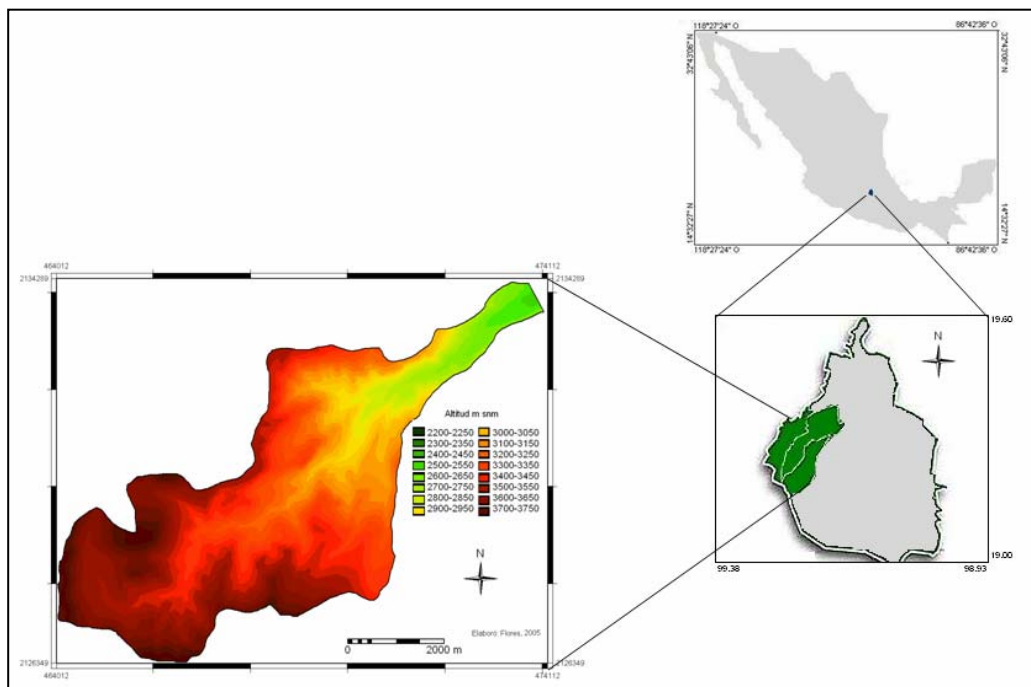 118°27'24" O
86°42'36" O
32°43'06" N
32°43'06" N
14°32'27" N
14°32'27" N
118°27'24" O
86°42'36" O
464012
474112
2134289
2134289
Altitud m snm
2200-2250
2300-2350
2400-2450
2500-2550
2600-2650
2700-2750
2800-2850
2900-2950
3000-3050
3100-3150
3200-3250
3300-3350
3400-3450
3500-3550
3600-3650
3700-3750
N
Elaboró: Flores, 2005
0 2000 m
2126349
2126349
464012
474112
19.60
N
19.00
99.38
98.93